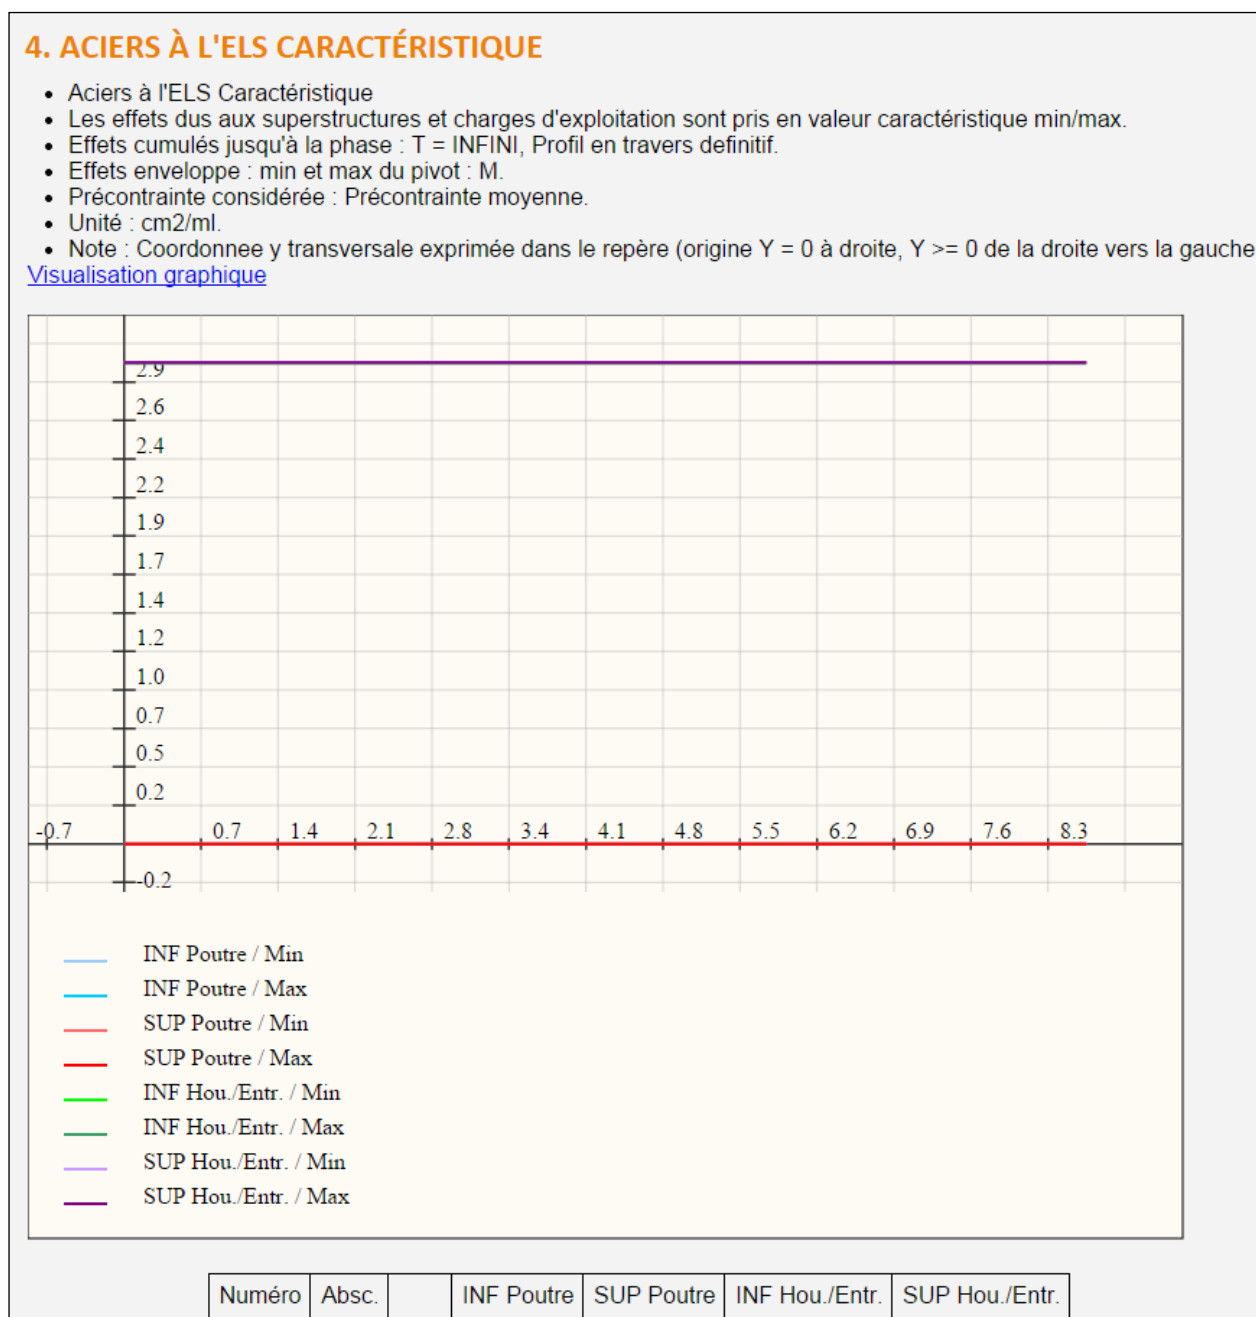 4. ACIERS À L'ELS CARACTÉRISTIQUE
• Aciers à l'ELS Caractéristique
• Les effets dus aux superstructures et charges d'exploitation sont pris en valeur caractéristique min/max.
• Effets cumulés jusqu'à la phase : T = INFINI, Profil en travers definitif.
• Effets enveloppe : min et max du pivot : M.
• Précontrainte considérée : Précontrainte moyenne.
• Unité : cm2/ml.
• Note : Coordonnee y transversale exprimée dans le repère (origine Y = 0 à droite, Y >= 0 de la droite vers la gauche
Visualisation graphique
2.9
2.6
2.4
2.2
1.9
1.7
1.4
1.2
1.0
0.7
0.5
0.2
-0.7 0.7 1.4 2.1 2.8 3.4 4.1 4.8 5.5 6.2 6.9 7.6 8.3
-0.2
INF Poutre / Min
INF Poutre / Max
SUP Poutre / Min
SUP Poutre / Max
INF Hou./Entr. / Min
INF Hou./Entr. / Max
SUP Hou./Entr. / Min
SUP Hou./Entr. / Max
Numéro Absc. INF Poutre SUP Poutre INF Hou./Entr. SUP Hou./Entr.